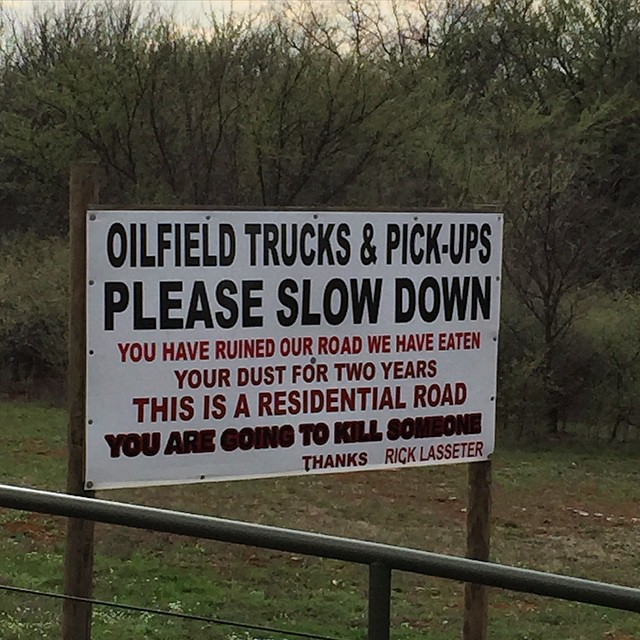 OILFIELD TRUCKS & PICK-UPS
PLEASE SLOW DOWN
YOU HAVE RUINED OUR ROAD WE HAVE EATEN
YOUR DUST FOR TWO YEARS
THIS IS A RESIDENTIAL ROAD
YOU ARE GOING TO KILL SOMEONE
THANKS RICK LASSETER